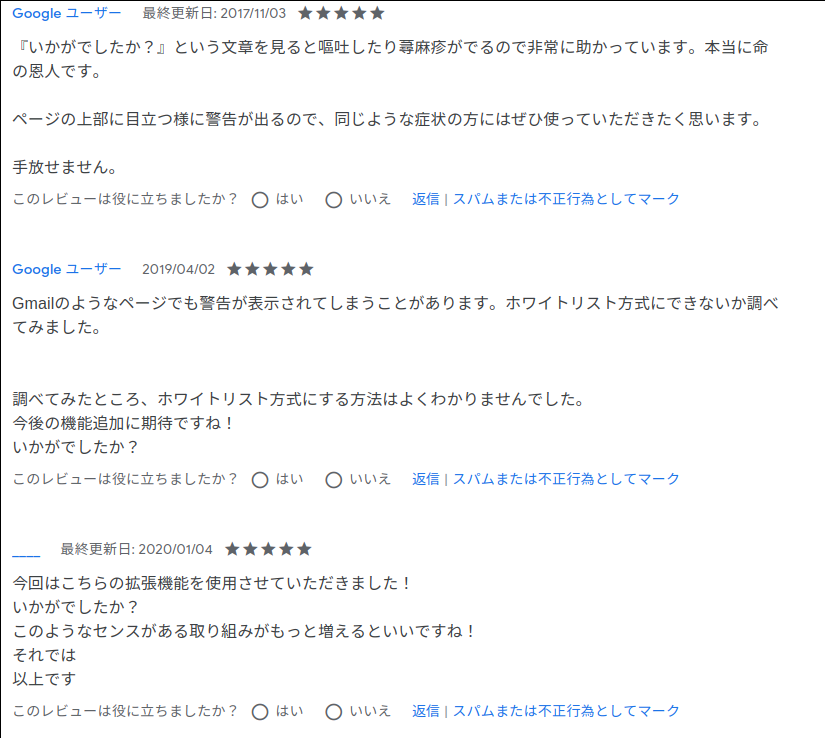 Google ユーザー 最終更新日: 2017/11/03 ★★★★★
『いかがでしたか？』という文章を見ると嘔吐したり蕁麻疹がでるので非常に助かっています。本当に命
の恩人です。
ページの上部に目立つ様に警告が出るので、同じような症状の方にはぜひ使っていただきたく思います。
手放せません。
このレビューは役に立ちましたか？ はい いいえ 返信 | スパムまたは不正行為としてマーク
Google ユーザー 2019/04/02 ★★★★★
Gmailのようなページでも警告が表示されてしまうことがあります。ホワイトリスト方式にできないか調べ
てみました。
調べてみたところ、ホワイトリスト方式にする方法はよくわかりませんでした。
今後の機能追加に期待ですね！
いかがでしたか？
このレビューは役に立ちましたか？ はい いいえ 返信 | スパムまたは不正行為としてマーク
____ 最終更新日: 2020/01/04 ★★★★★
今回はこちらの拡張機能を使用させていただきました！
いかがでしたか？
このようなセンスがある取り組みがもっと増えるといいですね！
それでは
以上です
このレビューは役に立ちましたか？ はい いいえ 返信 | スパムまたは不正行為としてマーク